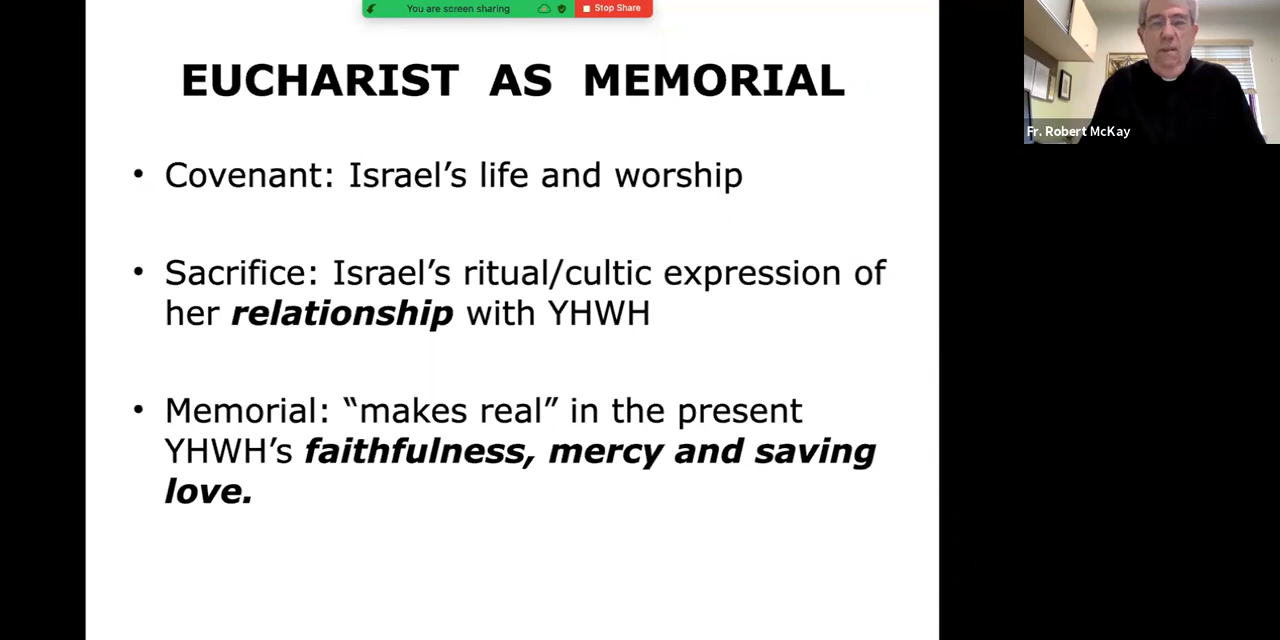 You are screen sharing
Stop Share
EUCHARIST AS MEMORIAL
• Covenant: Israel’s life and worship
• Sacrifice: Israel’s ritual/cultic expression of
her relationship with YHWH
• Memorial: “makes real” in the present
YHWH’s faithfulness, mercy and saving
love.
Fr. Robert McKay